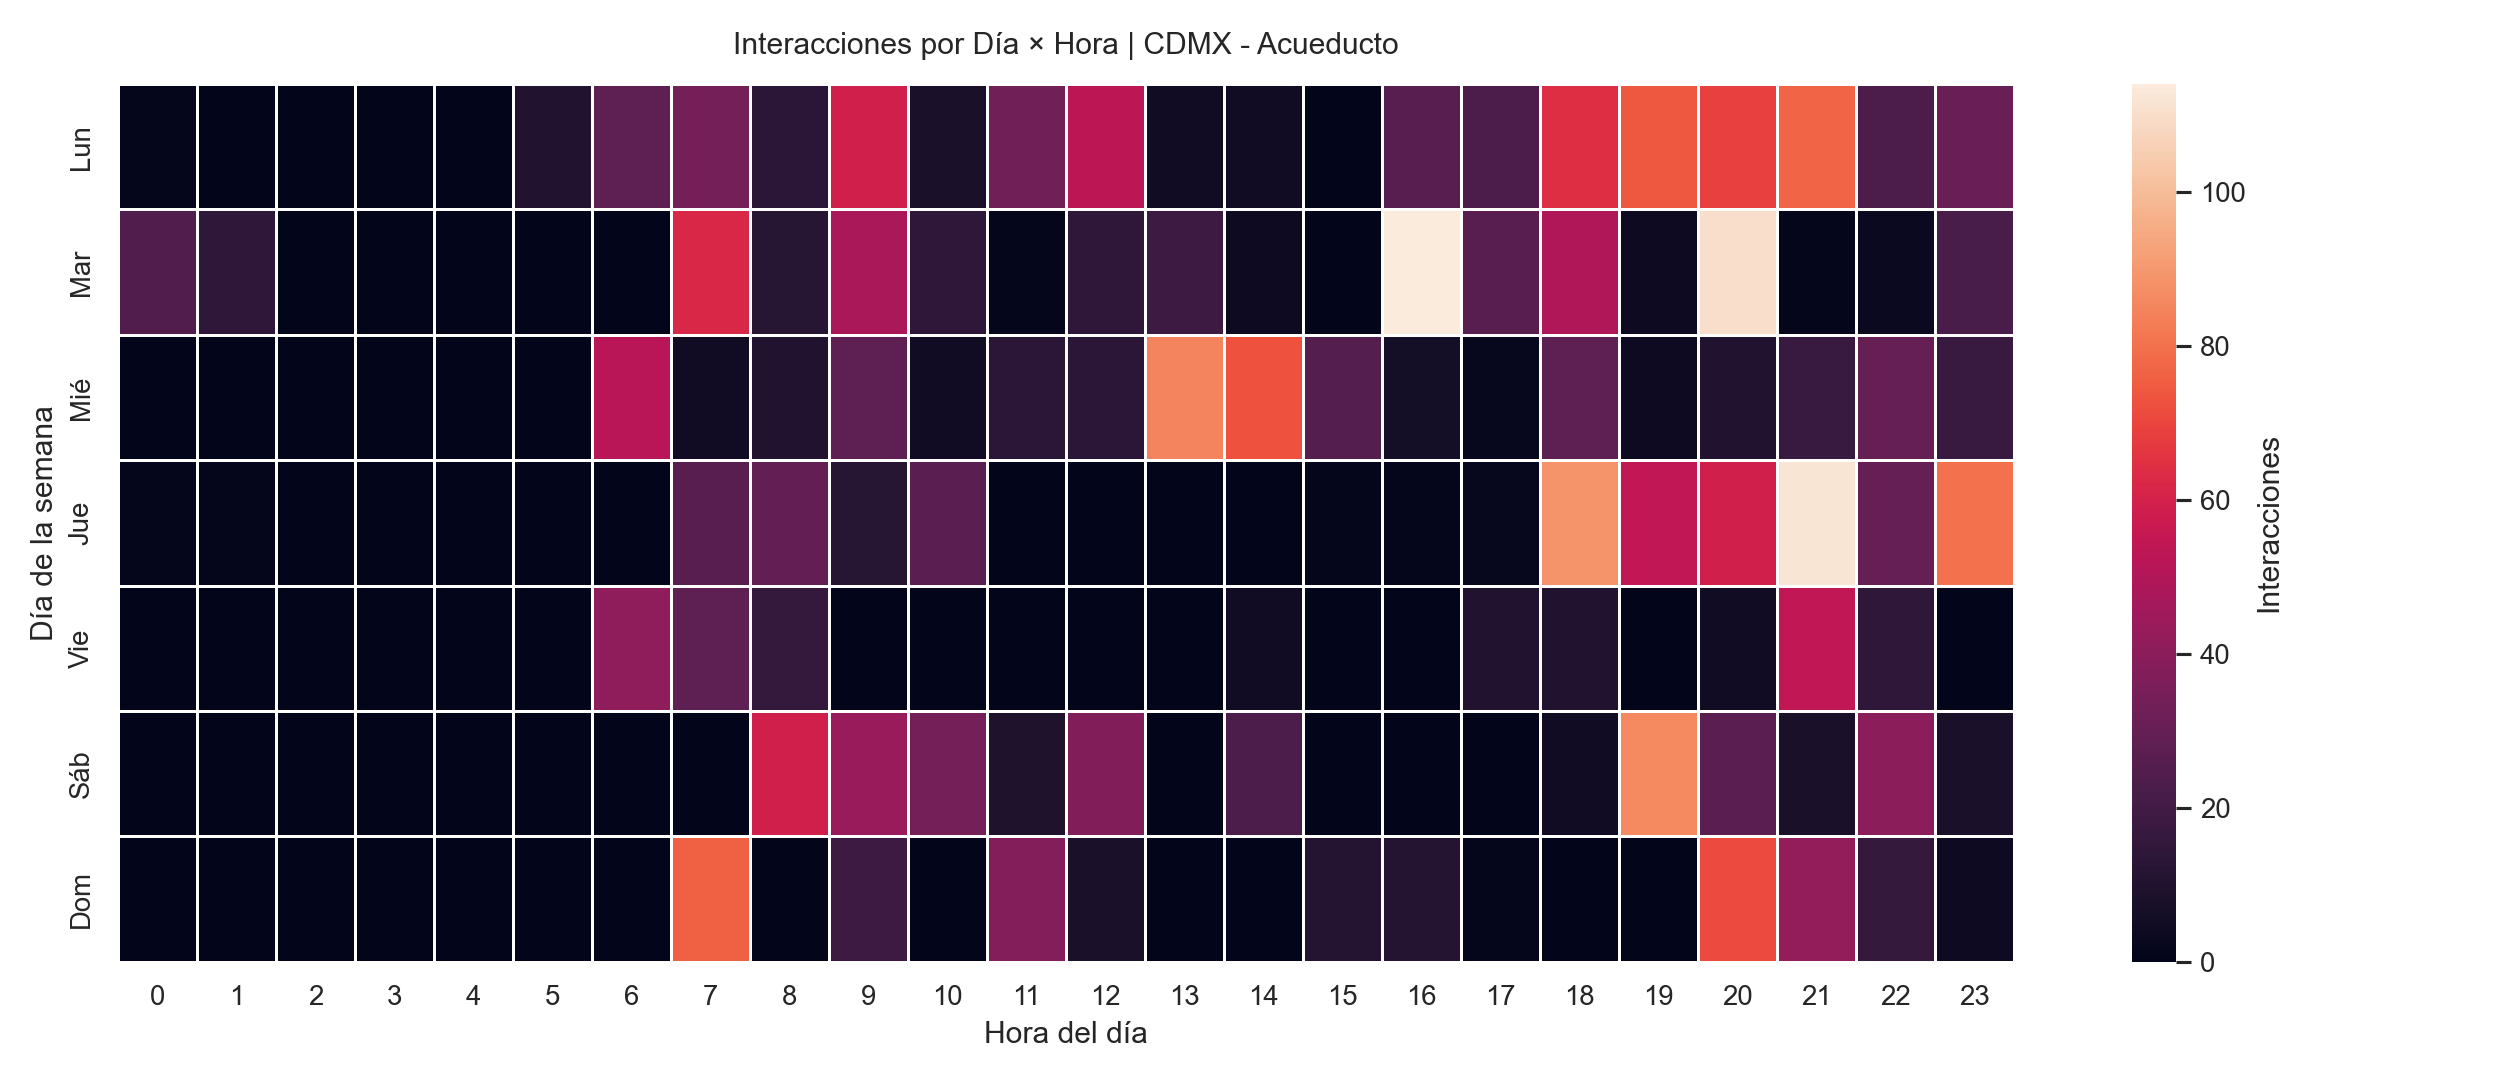 Interacciones por Día × Hora | CDMX - Acueducto
Día de la semana
Lun
Mar
Mié
Jue
Vie
Sáb
Dom
0 1 2 3 4 5 6 7 8 9 10 11 12 13 14 15 16 17 18 19 20 21 22 23
Hora del día
100
80
60
40
20
0
Interacciones